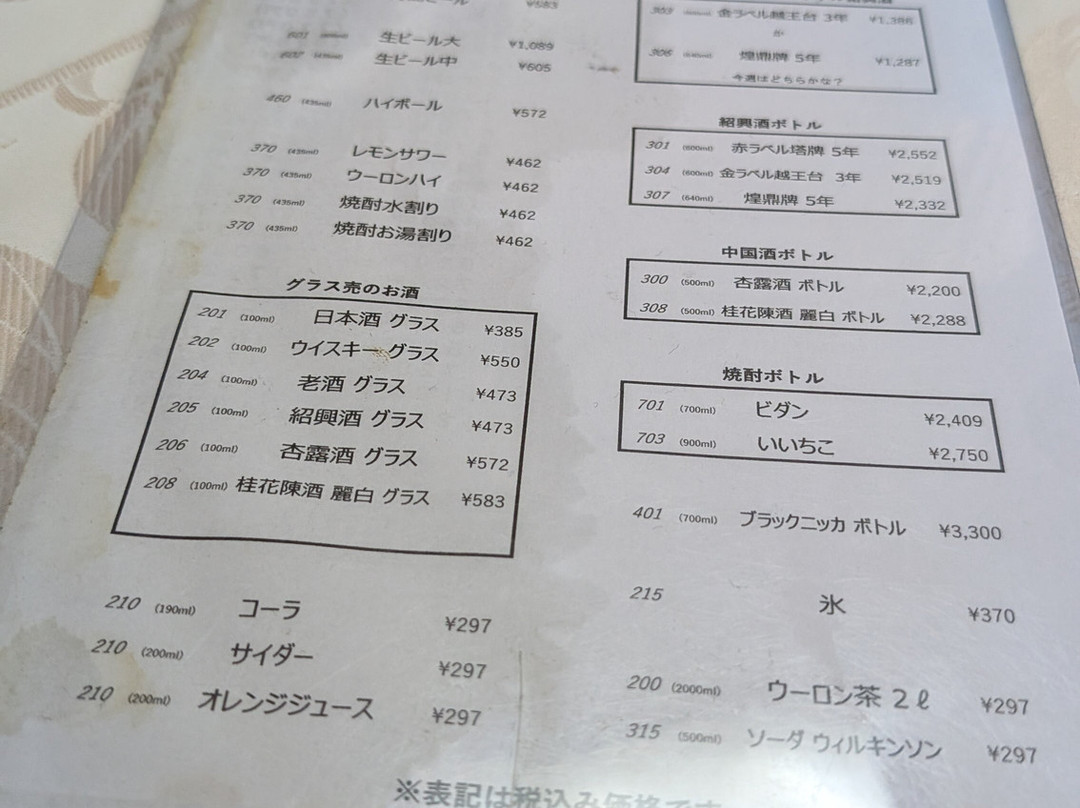 ビール ¥583
601 生ビール大 ¥1,089
602 (435ml) 生ビール中 ¥605
460 (435ml) ハイボール ¥572
370 (435ml) レモンサワー ¥462
370 (435ml) ウーロンハイ ¥462
370 (435ml) 焼酎水割り ¥462
370 (435ml) 焼酎お湯割り ¥462
グラス売のお酒
201 (100ml) 日本酒 グラス ¥385
202 (100ml) ウイスキー グラス ¥550
204 (100ml) 老酒 グラス ¥473
205 (100ml) 紹興酒 グラス ¥473
206 (100ml) 杏露酒 グラス ¥572
208 (100ml) 桂花陳酒 麗白 グラス ¥583
210 (190ml) コーラ ¥297
210 (200ml) サイダー ¥297
210 (200ml) オレンジジュース ¥297
303 金ラベル越王台 3年 ¥1,386
か
306 煌鼎牌 5年 ¥1,287
今週はどちらかな？
紹興酒ボトル
301 (600ml) 赤ラベル塔牌 5年 ¥2,552
304 (600ml) 金ラベル越王台 3年 ¥2,519
307 (640ml) 煌鼎牌 5年 ¥2,332
中国酒ボトル
300 (500ml) 杏露酒 ボトル ¥2,200
308 (500ml) 桂花陳酒 麗白 ボトル ¥2,288
焼酎ボトル
701 (700ml) ビダン ¥2,409
703 (900ml) いいちこ ¥2,750
401 (700ml) ブラックニッカ ボトル ¥3,300
215 氷 ¥370
200 (2000ml) ウーロン茶 2ℓ ¥297
315 (500ml) ソーダ ウィルキンソン ¥297
※表記は税込み価格です